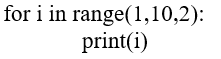 for i in range(1,10,2):
print(i)